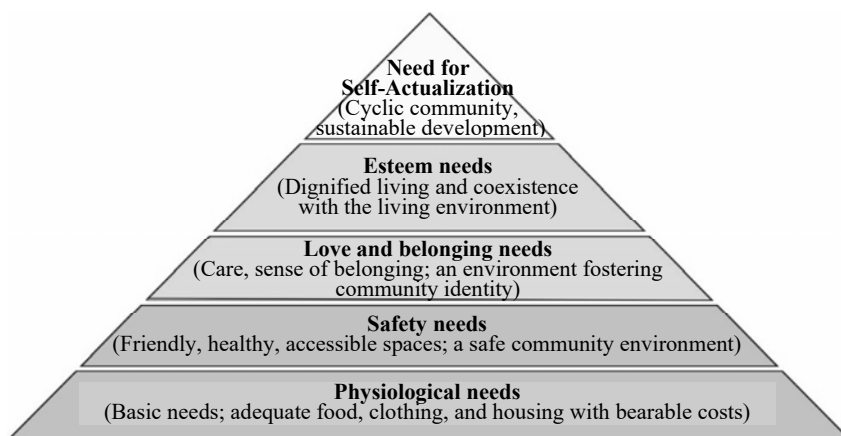 Need for
Self-Actualization
(Cyclic community,
sustainable development)
Esteem needs
(Dignified living and coexistence
with the living environment)
Love and belonging needs
(Care, sense of belonging; an environment fostering
community identity)
Safety needs
(Friendly, healthy, accessible spaces; a safe community environment)
Physiological needs
(Basic needs; adequate food, clothing, and housing with bearable costs)